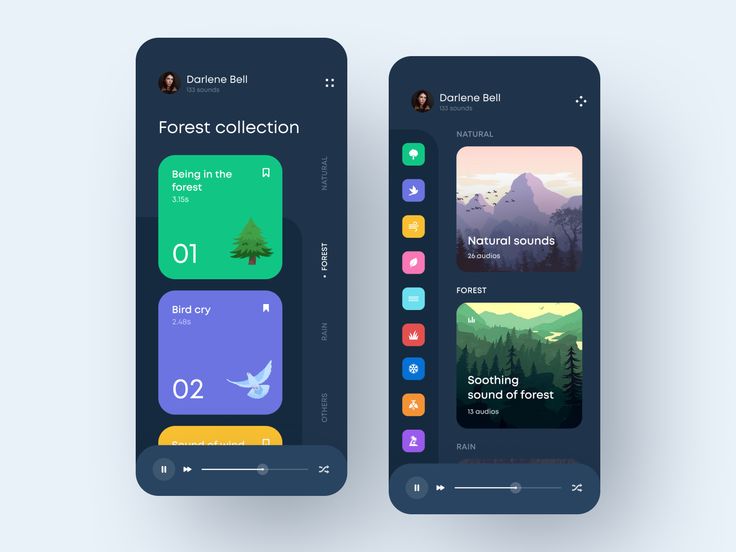 Darlene Bell
133 sounds
Forest collection
Being in the
forest
3.15s
01
Bird cry
2.48s
02
Sound of wind
NATURAL
FOREST
RAIN
OTHERS
Darlene Bell
133 sounds
NATURAL
Natural sounds
26 audios
FOREST
Soothing
sound of forest
13 audios
RAIN